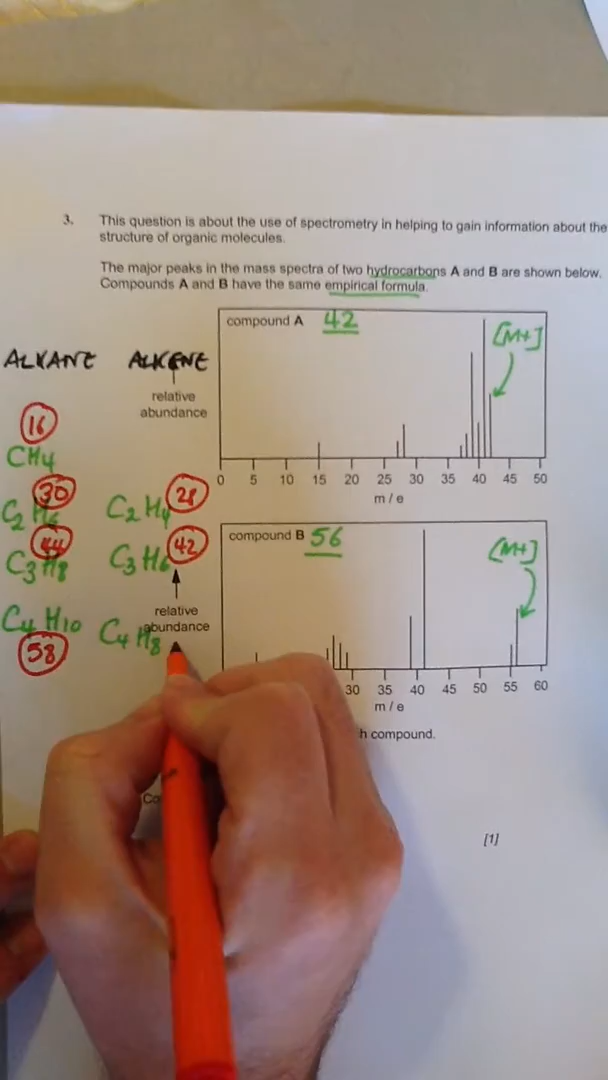 3. This question is about the use of spectrometry in helping to gain information about the
structure of organic molecules.
The major peaks in the mass spectra of two hydrocarbons A and B are shown below.
Compounds A and B have the same empirical formula.
compound A 42
[M+]
ALKANE ALKENE
relative
abundance
16
CH4
0 5 10 15 20 25 30 35 40 45 50
m / e
30
C2H6
28
C2H4
44
C3H8
42
C3H6
compound B 56
[M+]
relative
abundance
C4H10
58
C4H8
30 35 40 45 50 55 60
m / e
h compound.
Co
[1]